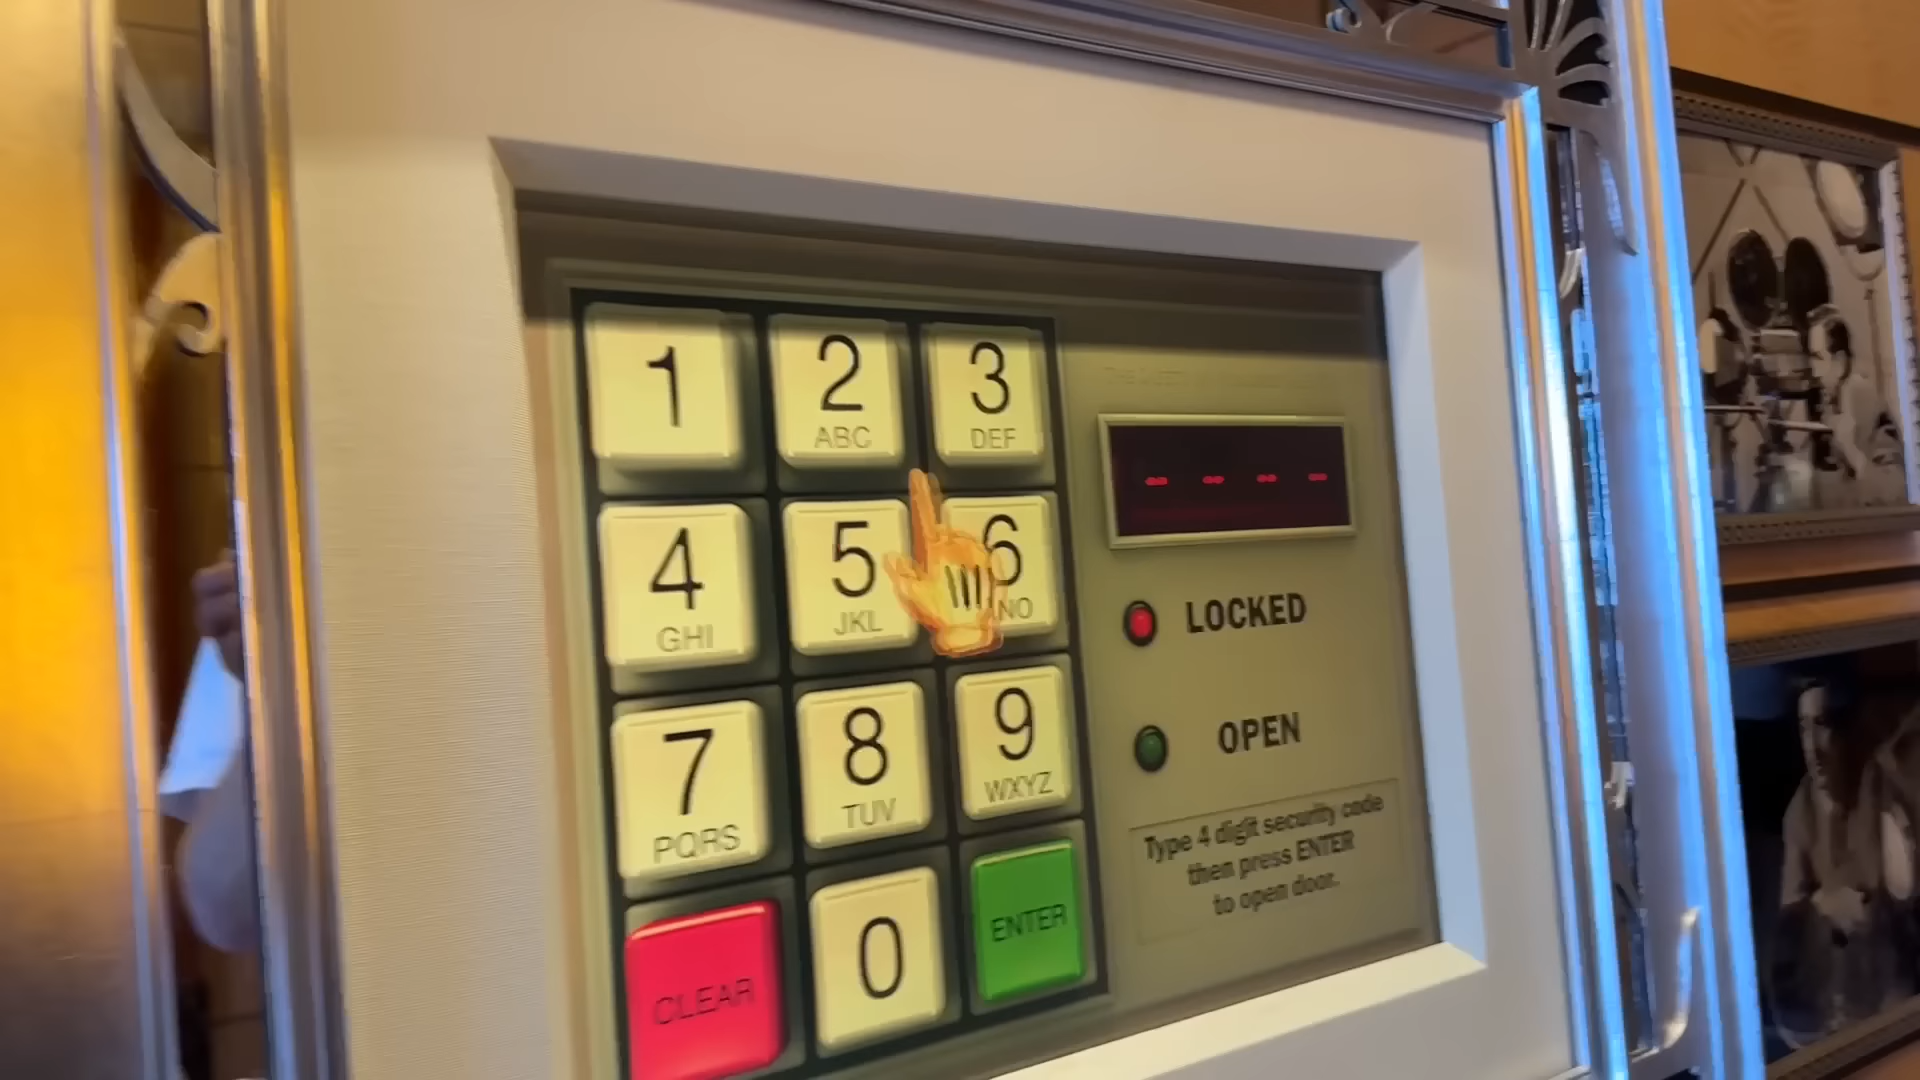 1
2
ABC
3
DEF
4
GHI
5
JKL
6
NO
7
PQRS
8
TUV
9
WXYZ
CLEAR
0
ENTER
- - - -
LOCKED
OPEN
Type 4 digit security code
then press ENTER
to open door.